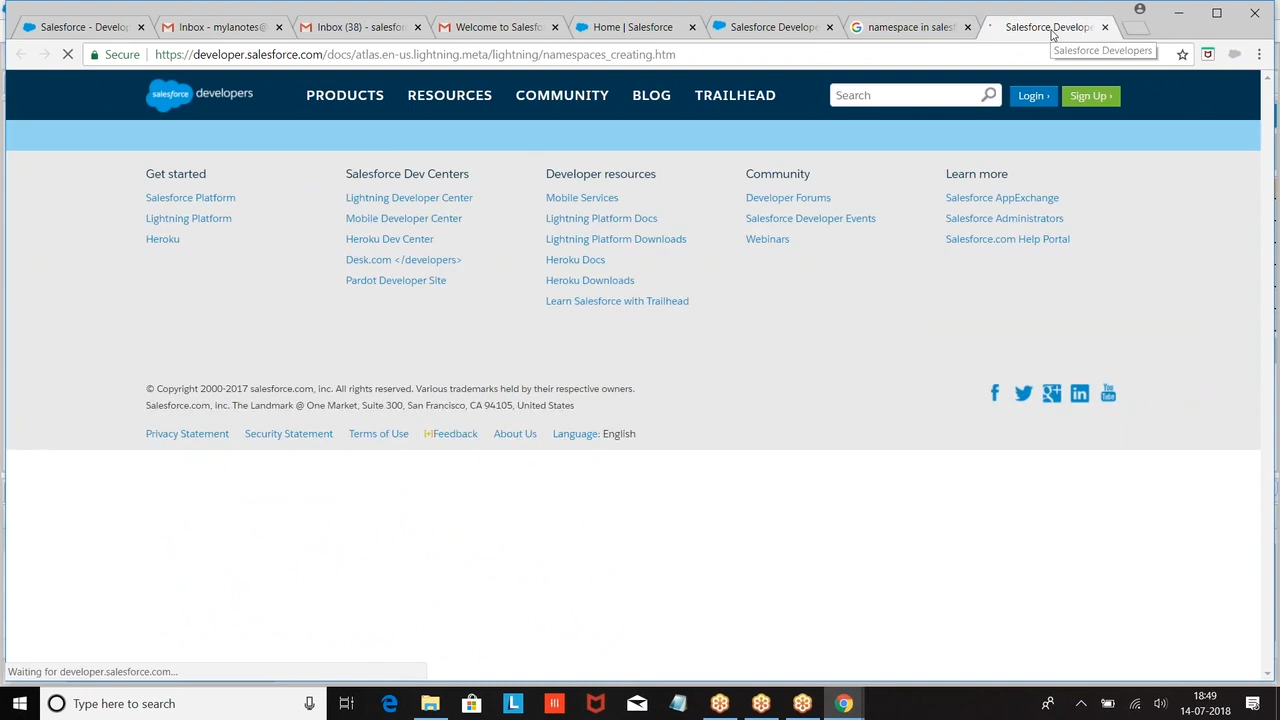 Salesforce - Develo
Inbox - mylanotes@
Inbox (38) - salesfo
Welcome to Salesfo
Home | Salesforce
Salesforce Develope
namespace in salesf
Salesforce Develope
Secure
https://developer.salesforce.com/docs/atlas.en-us.lightning.meta/lightning/namespaces_creating.htm
Salesforce Developers
salesforce developers
PRODUCTS
RESOURCES
COMMUNITY
BLOG
TRAILHEAD
Search
Login ›
Sign Up ›
Get started
Salesforce Platform
Lightning Platform
Heroku
Salesforce Dev Centers
Lightning Developer Center
Mobile Developer Center
Heroku Dev Center
Desk.com </developers>
Pardot Developer Site
Developer resources
Mobile Services
Lightning Platform Docs
Lightning Platform Downloads
Heroku Docs
Heroku Downloads
Learn Salesforce with Trailhead
Community
Developer Forums
Salesforce Developer Events
Webinars
Learn more
Salesforce AppExchange
Salesforce Administrators
Salesforce.com Help Portal
© Copyright 2000-2017 salesforce.com, inc. All rights reserved. Various trademarks held by their respective owners.
Salesforce.com, inc. The Landmark @ One Market, Suite 300, San Francisco, CA 94105, United States
Privacy Statement
Security Statement
Terms of Use
[+]Feedback
About Us
Language: English
Waiting for developer.salesforce.com...
Type here to search
18:49
14-07-2018